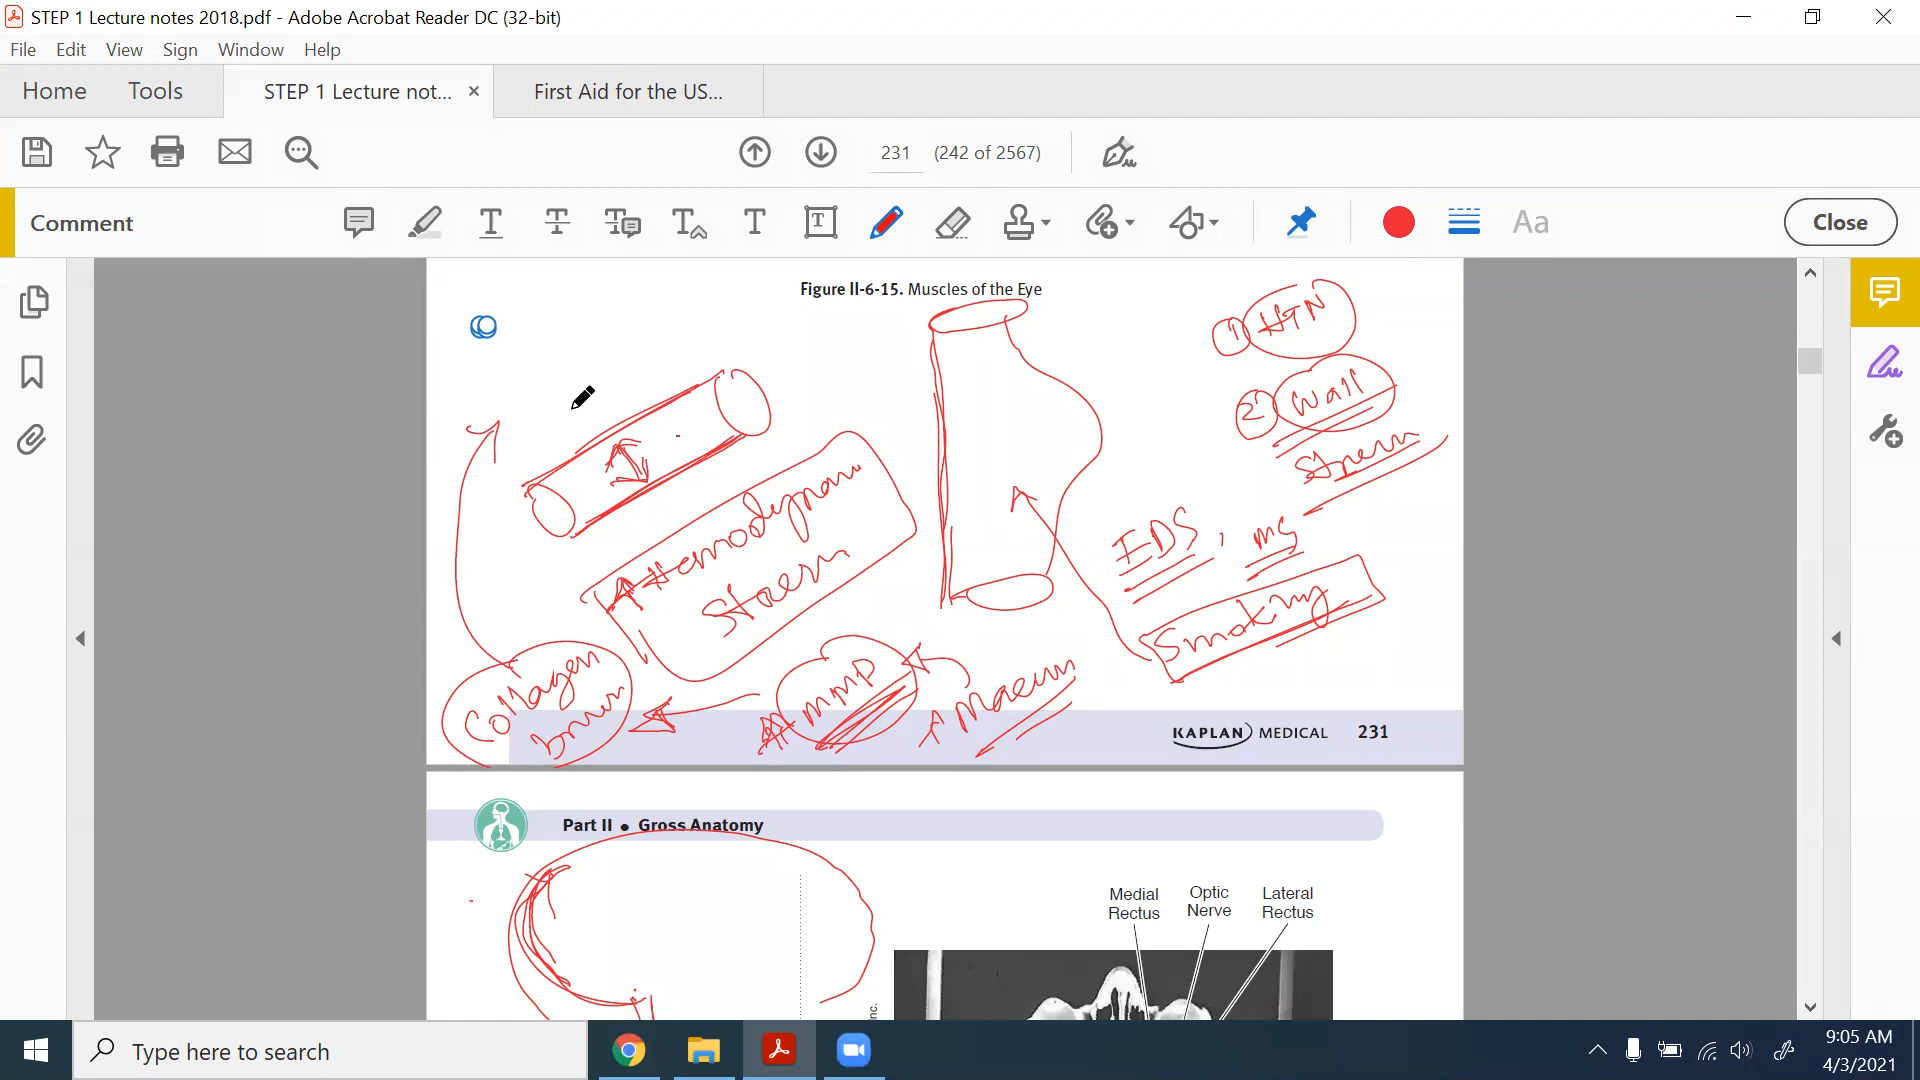 STEP 1 Lecture notes 2018.pdf - Adobe Acrobat Reader DC (32-bit)
File Edit View Sign Window Help
Home Tools STEP 1 Lecture not... × First Aid for the US...
231 (242 of 2567)
Comment Aa Close
Figure II-6-15. Muscles of the Eye
1 HTN
2 Wall
Hemodynam
EDS, MS
Smoking
Collagen
MMP
KAPLAN MEDICAL 231
Part II • Gross Anatomy
Medial Rectus
Optic Nerve
Lateral Rectus
Inc.
Type here to search
9:05 AM
4/3/2021